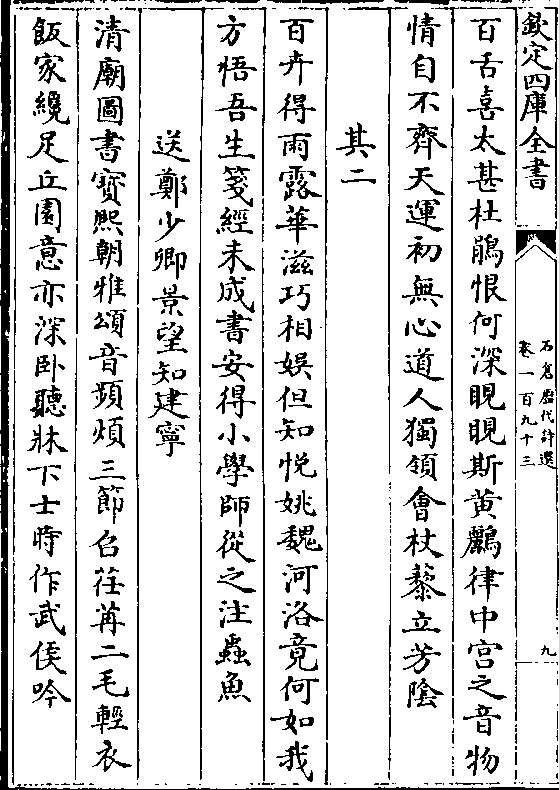 欽定四庫全書
石倉歷代詩選
卷一百九十三
九
百舌喜太甚杜鵑恨何深睍睍斯黄鸝律中宫之音物
情自不齊天運初無心道人獨領會杖藜立芳陰
其二
百卉得雨露華滋巧相娱但知悦姚魏河洛竟何如我
方悟吾生箋經未成書安得小學師從之注蟲魚
送鄭少卿景望知建寧
清廟圖書寳熙朝雅頌音頻煩三節召荏苒二毛輕衣
飯家纔足丘園意亦深卧聽牀下士時作武侯吟